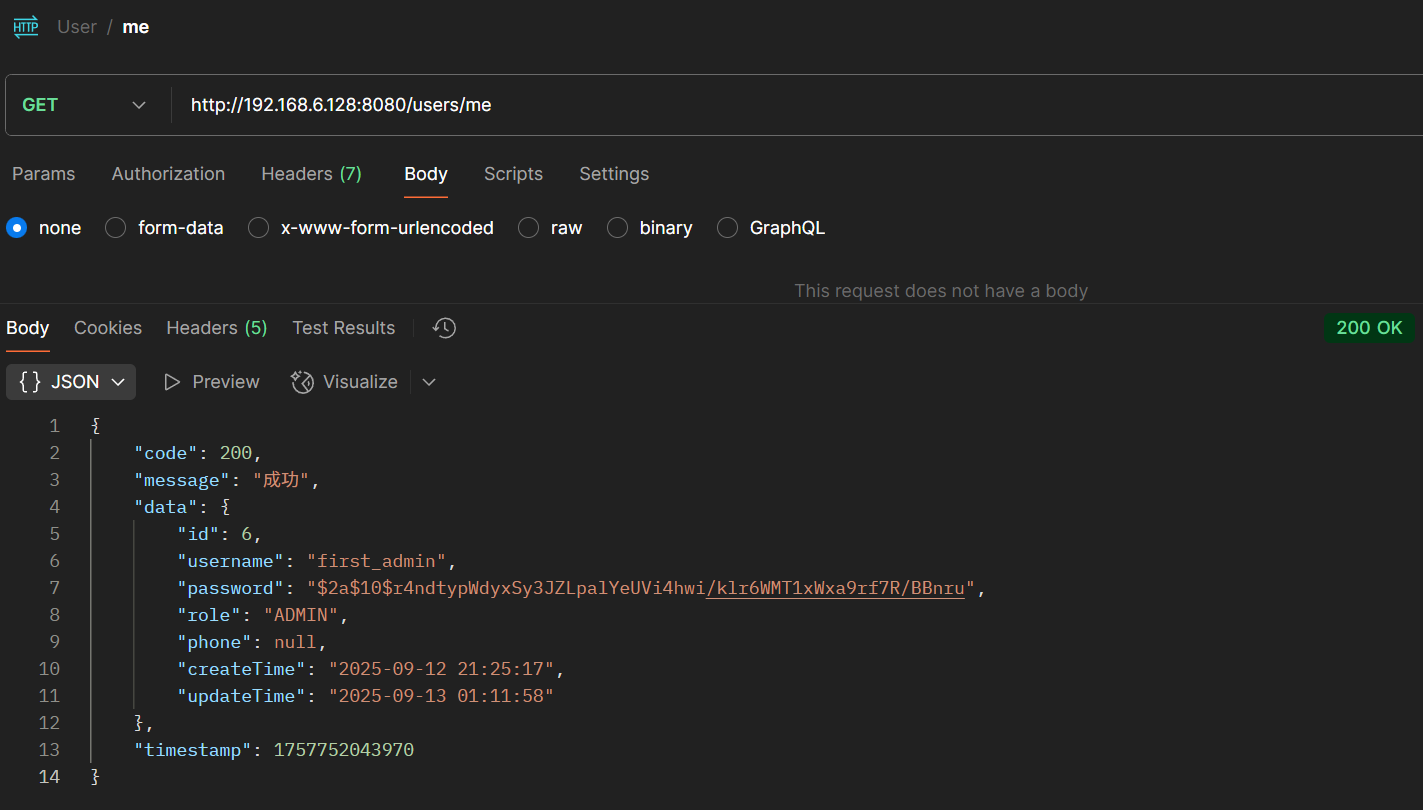 HTTP User / me
GET http://192.168.6.128:8080/users/me
Params Authorization Headers (7) Body Scripts Settings
none form-data x-www-form-urlencoded raw binary GraphQL
This request does not have a body
Body Cookies Headers (5) Test Results 200 OK
{} JSON Preview Visualize
1 {
2 "code": 200,
3 "message": "成功",
4 "data": {
5 "id": 6,
6 "username": "first_admin",
7 "password": "$2a$10$r4ndtypWdyxSy3JZLpalYeUVi4hwi/klr6WMT1xWxa9rf7R/BBnru",
8 "role": "ADMIN",
9 "phone": null,
10 "createTime": "2025-09-12 21:25:17",
11 "updateTime": "2025-09-13 01:11:58"
12 },
13 "timestamp": 1757752043970
14 }